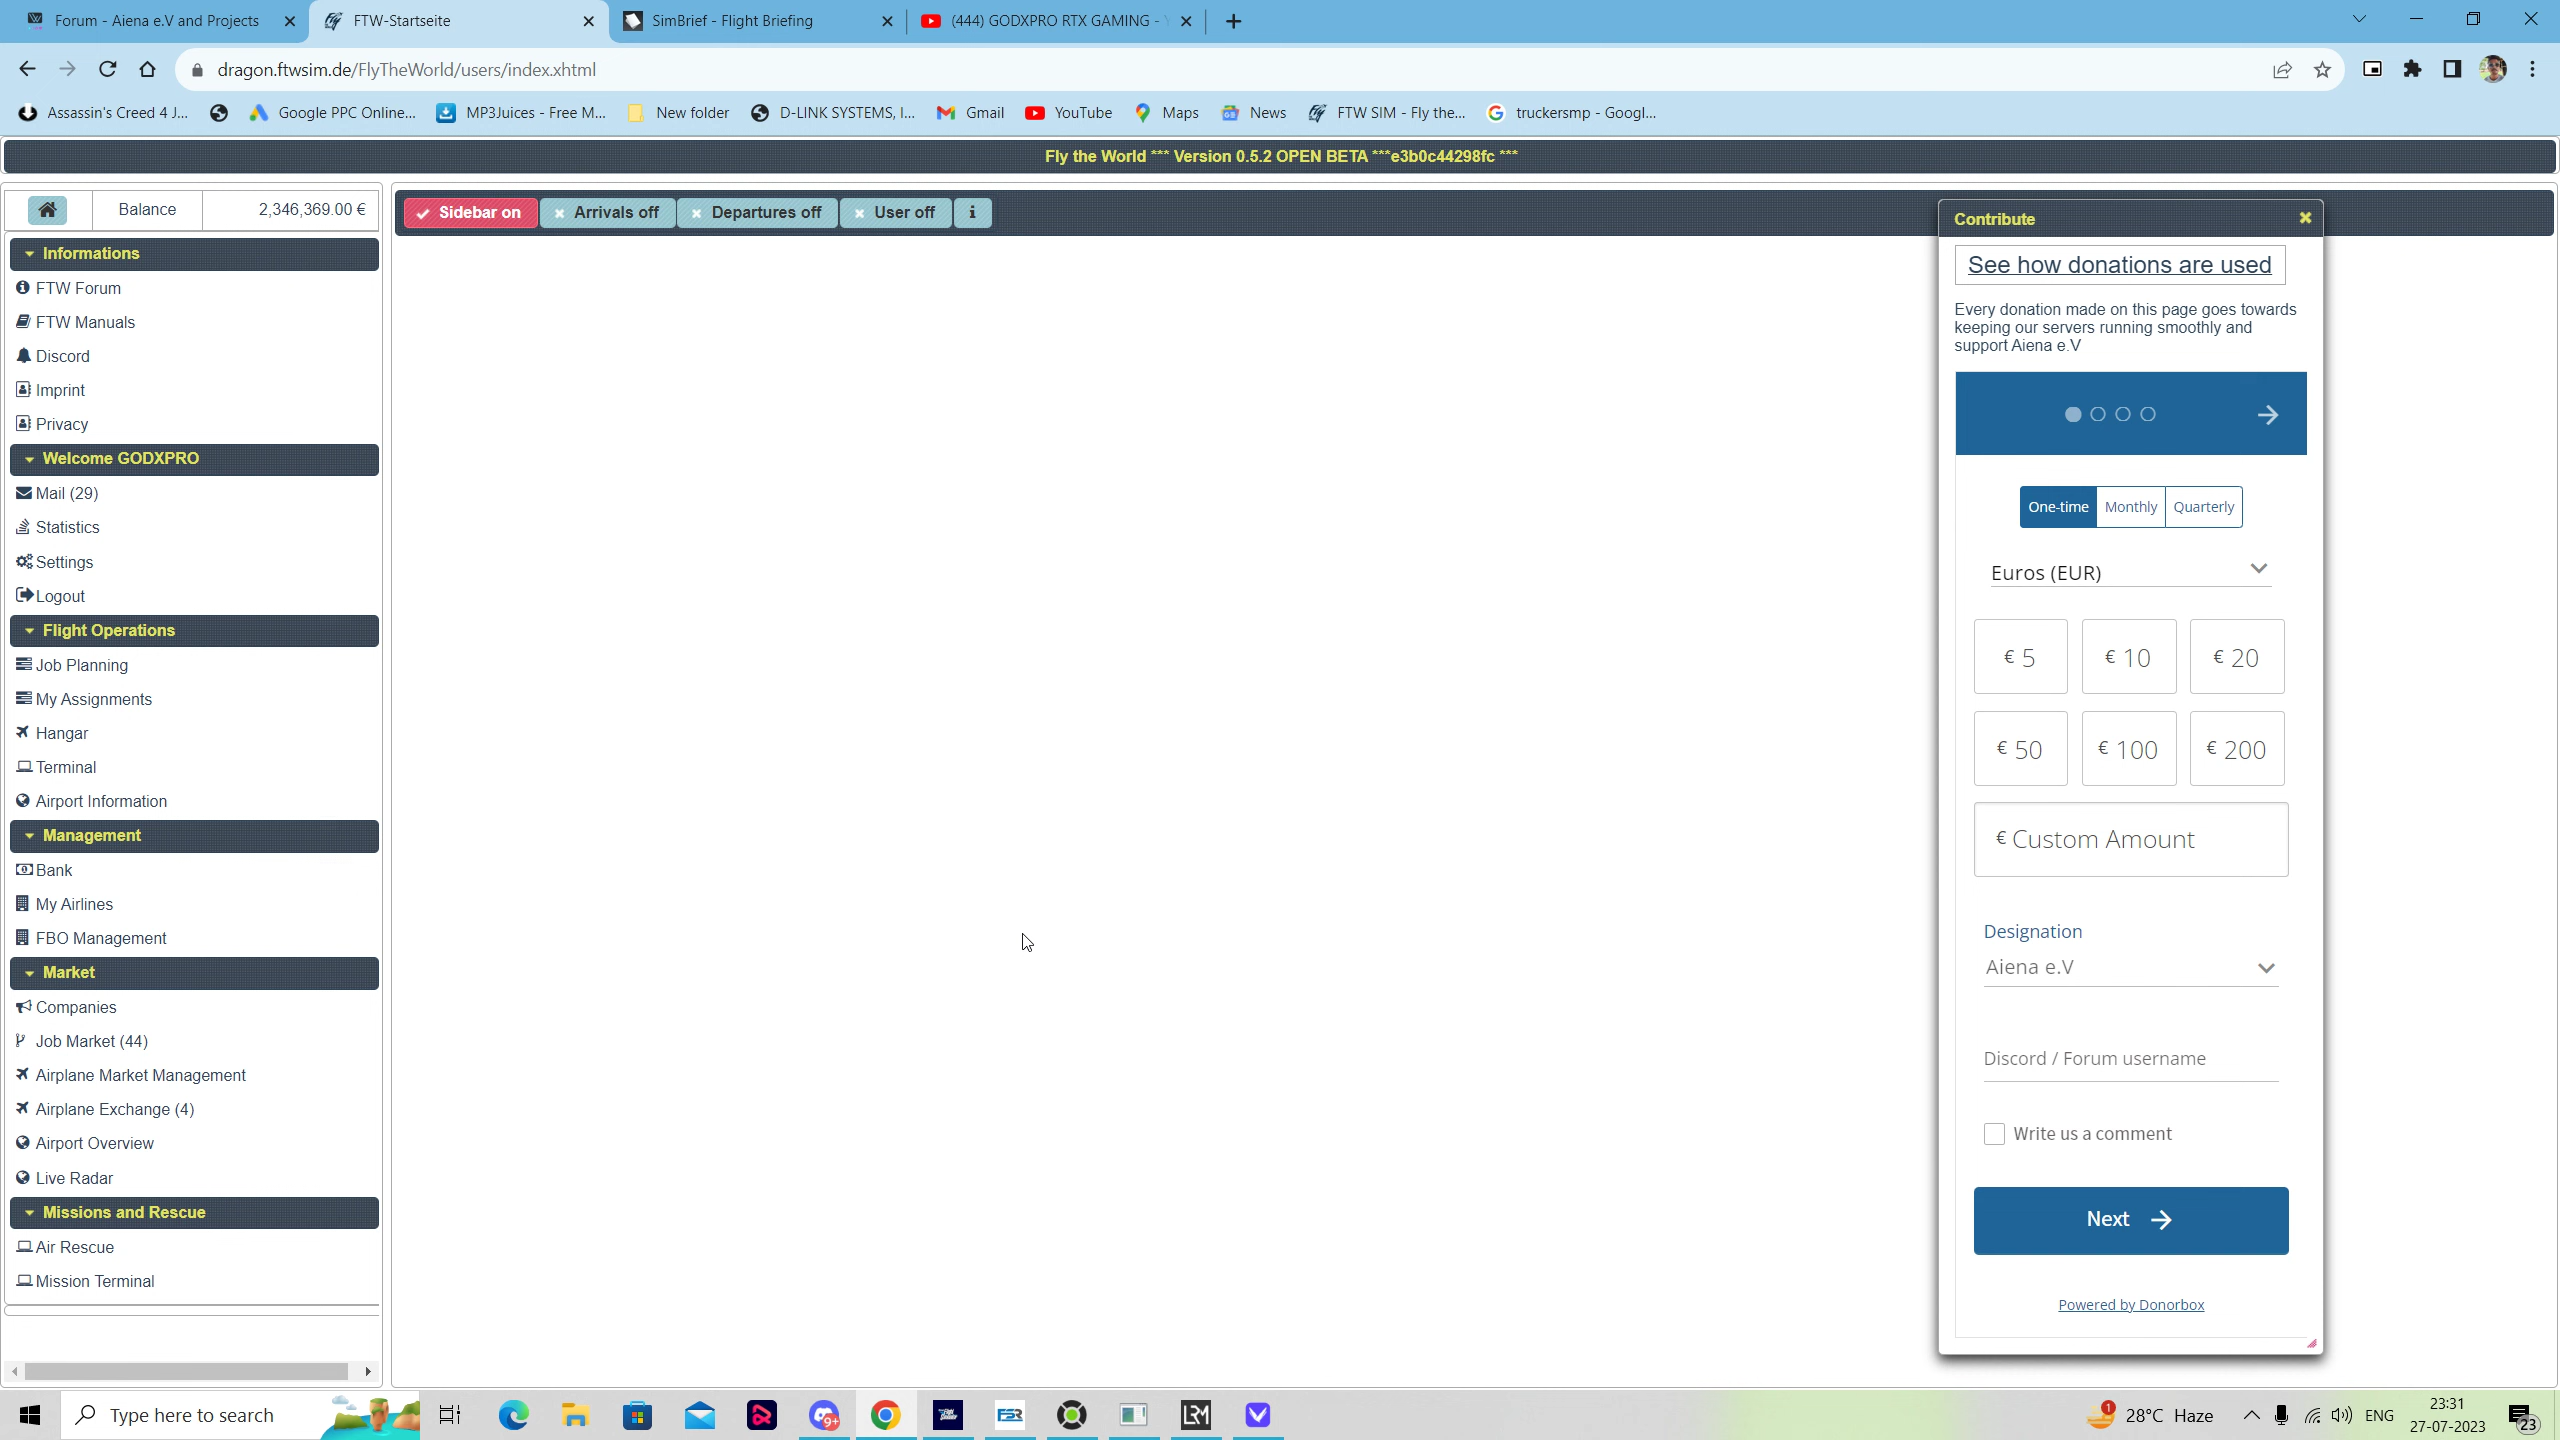 Forum - Aiena e.V and Projects
FTW-Startseite
SimBrief - Flight Briefing
(444) GODXPRO RTX GAMING -
dragon.ftwsim.de/FlyTheWorld/users/index.xhtml
Assassin's Creed 4 J...
Google PPC Online...
MP3Juices - Free M...
New folder
D-LINK SYSTEMS, I...
Gmail
YouTube
Maps
News
FTW SIM - Fly the...
truckersmp - Googl...
Fly the World *** Version 0.5.2 OPEN BETA ***e3b0c44298fc ***
Balance
2,346,369.00 €
Sidebar on
Arrivals off
Departures off
User off
i
Informations
FTW Forum
FTW Manuals
Discord
Imprint
Privacy
Welcome GODXPRO
Mail (29)
Statistics
Settings
Logout
Flight Operations
Job Planning
My Assignments
Hangar
Terminal
Airport Information
Management
Bank
My Airlines
FBO Management
Market
Companies
Job Market (44)
Airplane Market Management
Airplane Exchange (4)
Airport Overview
Live Radar
Missions and Rescue
Air Rescue
Mission Terminal
Contribute
See how donations are used
Every donation made on this page goes towards
keeping our servers running smoothly and
support Aiena e.V
One-time
Monthly
Quarterly
Euros (EUR)
€ 5
€ 10
€ 20
€ 50
€ 100
€ 200
€ Custom Amount
Designation
Aiena e.V
Discord / Forum username
Write us a comment
Next
Powered by Donorbox
Type here to search
9+
FSR
LRM
1
28°C Haze
ENG
23:31
27-07-2023
23